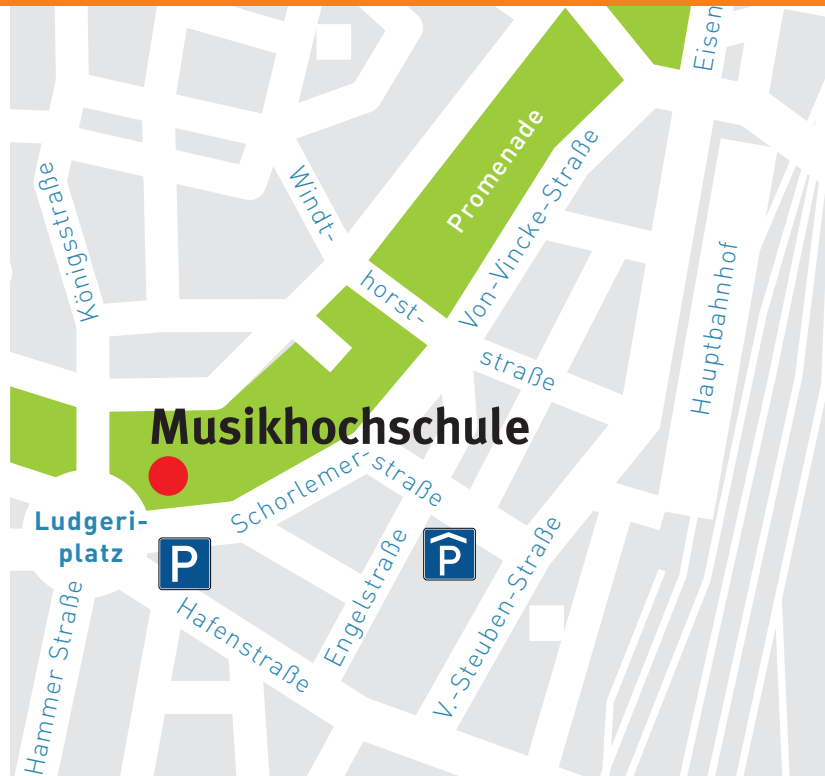 Eisen
Promenade
Von-Vincke-Straße
Windt-
horst-
straße
Königsstraße
Hauptbahnhof
Musikhochschule
Schorlemer-
straße
Ludgeri-
platz
P
P
Engelstraße
V.-Steuben-Straße
Hafenstraße
Hammer Straße